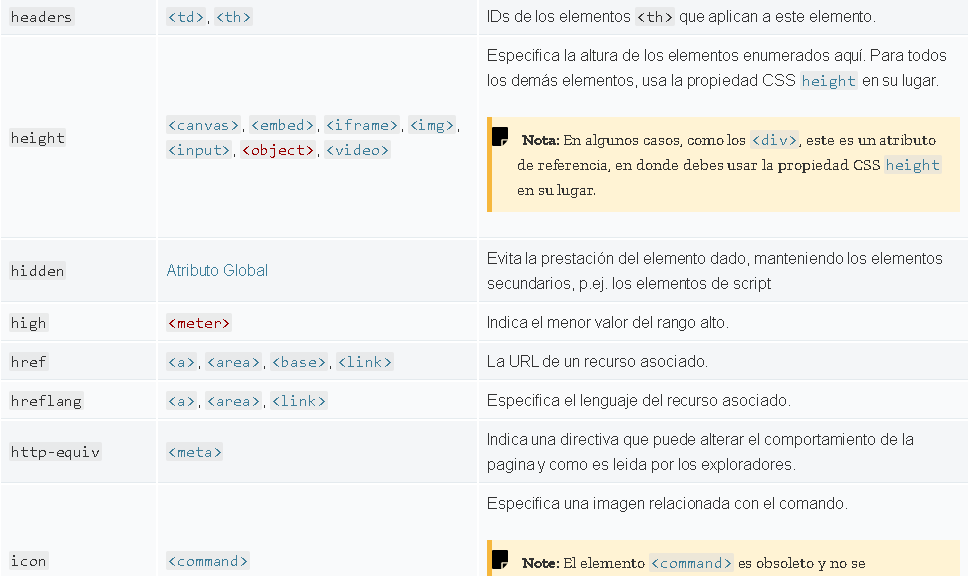 headers <td>, <th> IDs de los elementos <th> que aplican a este elemento.
Especifica la altura de los elementos enumerados aquí. Para todos
los demás elementos, usa la propiedad CSS height en su lugar.
height <canvas>, <embed>, <iframe>, <img>,
<input>, <object>, <video>
Nota: En algunos casos, como los <div>, este es un atributo
de referencia, en donde debes usar la propiedad CSS height
en su lugar.
hidden Atributo Global
Evita la prestación del elemento dado, manteniendo los elementos
secundarios, p.ej. los elementos de script
high <meter> Indica el menor valor del rango alto.
href <a>, <area>, <base>, <link> La URL de un recurso asociado.
hreflang <a>, <area>, <link> Especifica el lenguaje del recurso asociado.
http-equiv <meta>
Indica una directiva que puede alterar el comportamiento de la
pagina y como es leida por los exploradores.
Especifica una imagen relacionada con el comando.
icon <command>
Note: El elemento <command> es obsoleto y no se